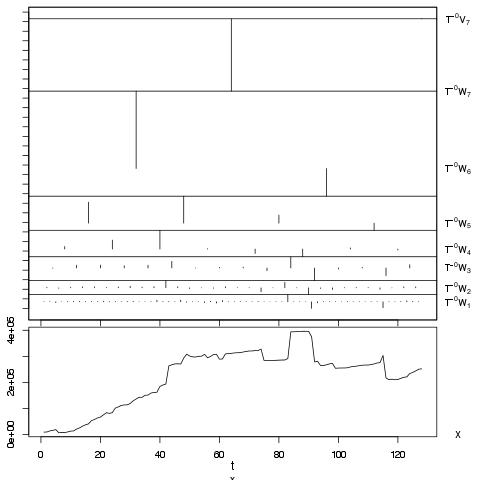 T⁻⁰V₇
T⁻⁰W₇
T⁻⁰W₆
T⁻⁰W₅
T⁻⁰W₄
T⁻⁰W₃
T⁻⁰W₂
T⁻⁰W₁
4e+05
2e+05
0e+00
X
0 20 40 60 80 100 120
t